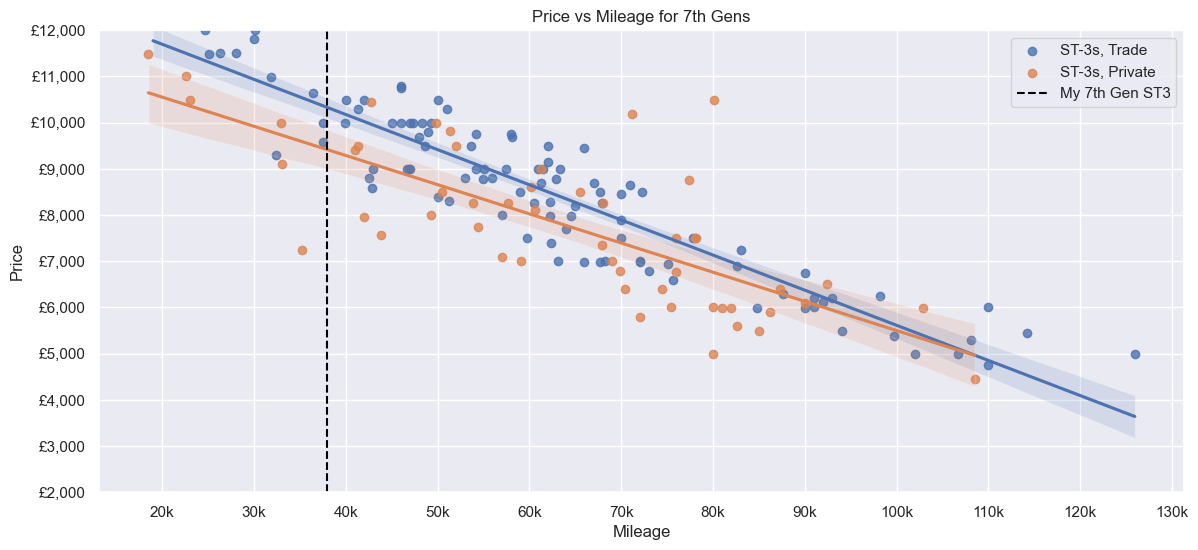 Price vs Mileage for 7th Gens
£12,000
£11,000
£10,000
£9,000
£8,000
£7,000
£6,000
£5,000
£4,000
£3,000
£2,000
Price
ST-3s, Trade
ST-3s, Private
My 7th Gen ST3
20k 30k 40k 50k 60k 70k 80k 90k 100k 110k 120k 130k
Mileage